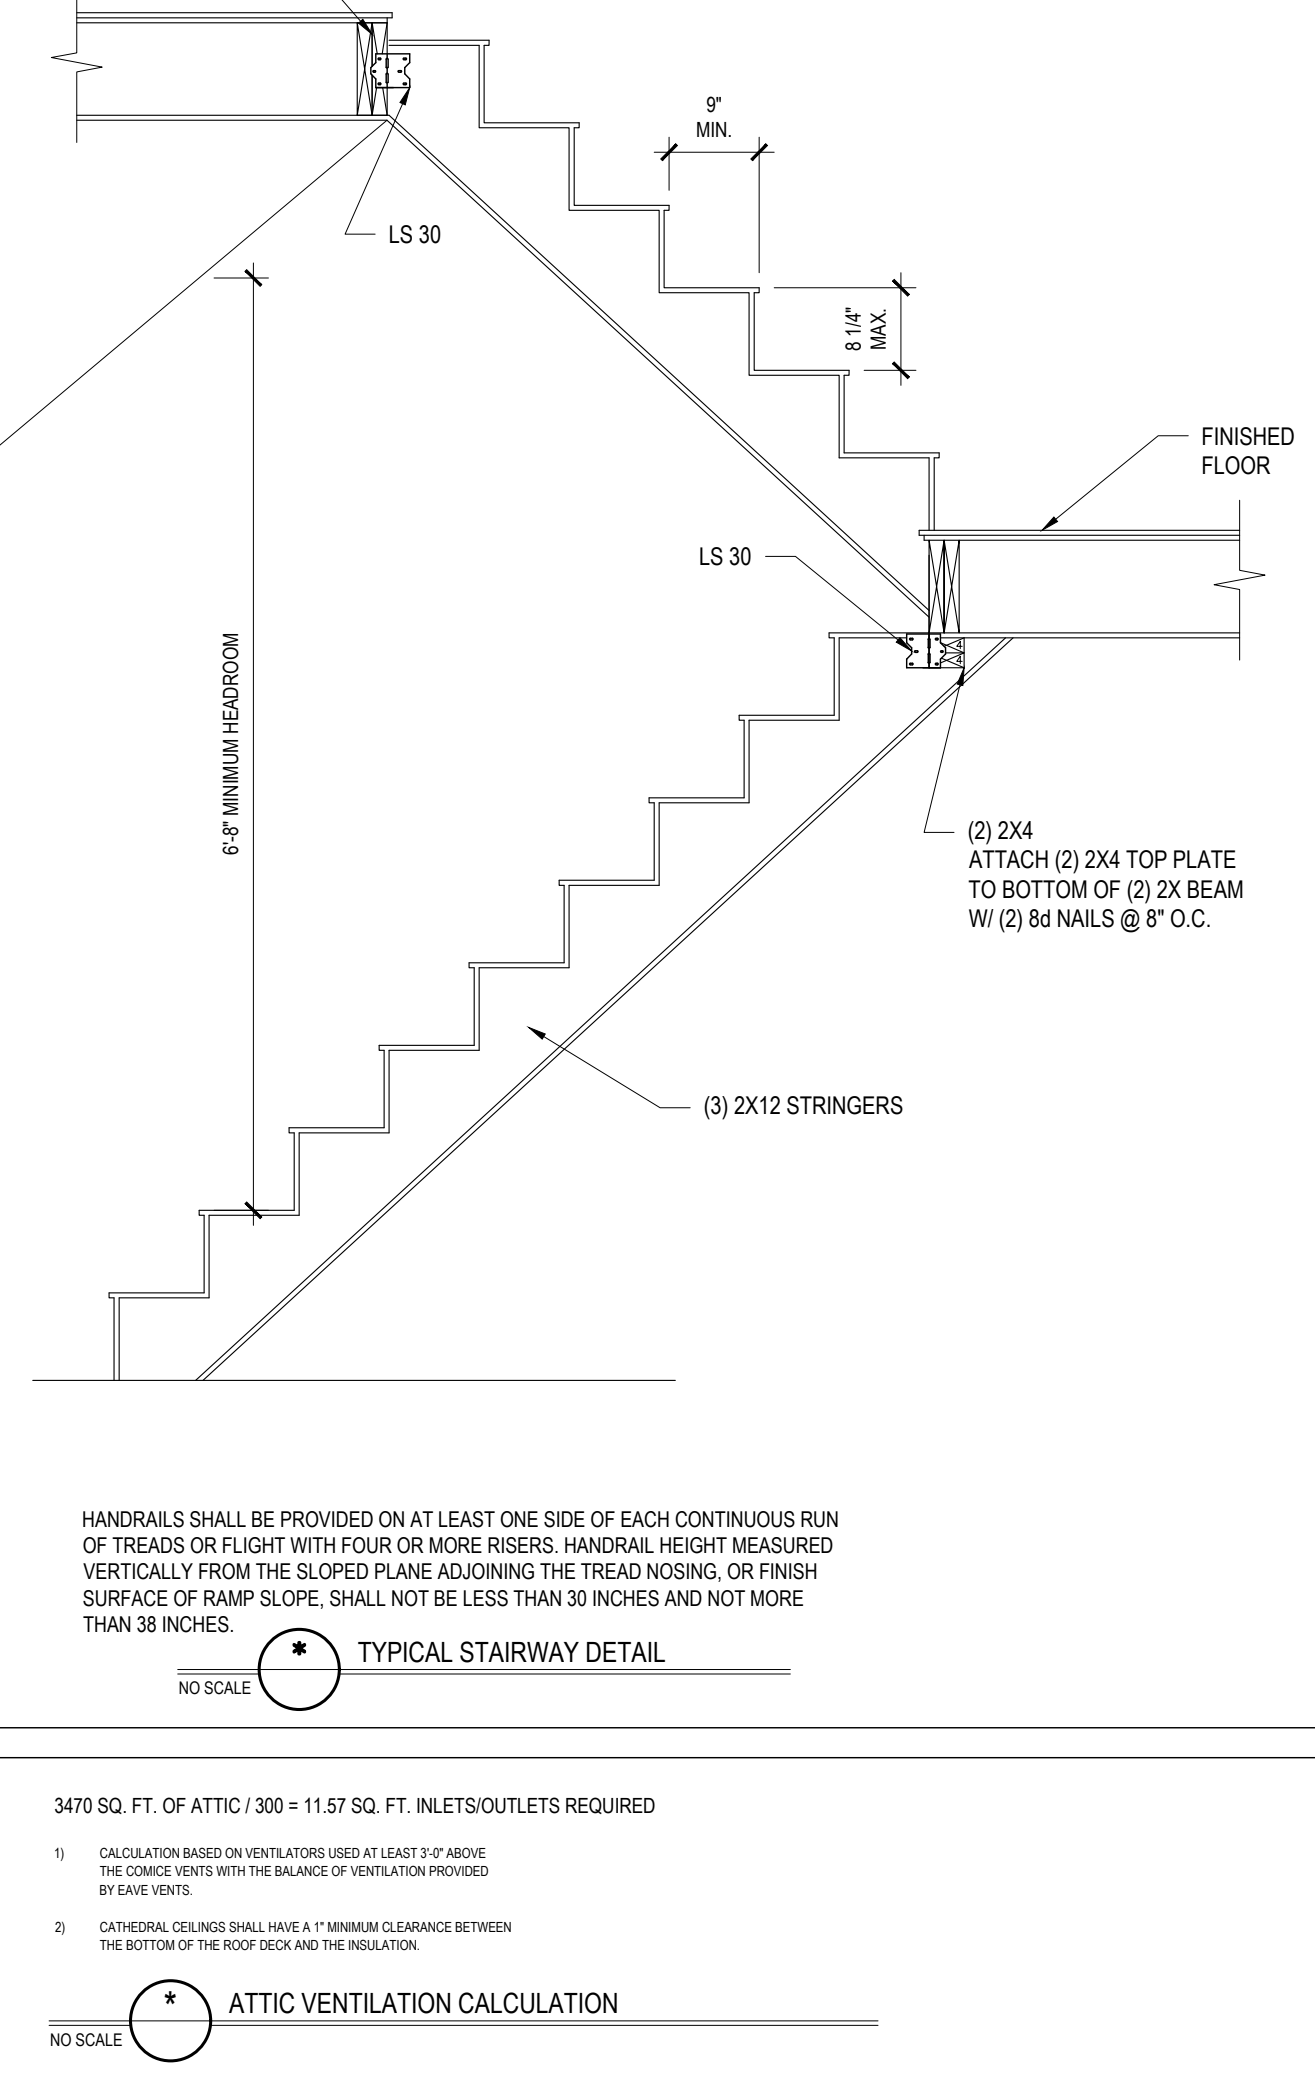 9"
MIN.
LS 30
8 1/4"
MAX.
FINISHED
FLOOR
LS 30
4
4
6'-8" MINIMUM HEADROOM
(2) 2X4
ATTACH (2) 2X4 TOP PLATE
TO BOTTOM OF (2) 2X BEAM
W/ (2) 8d NAILS @ 8" O.C.
(3) 2X12 STRINGERS
HANDRAILS SHALL BE PROVIDED ON AT LEAST ONE SIDE OF EACH CONTINUOUS RUN
OF TREADS OR FLIGHT WITH FOUR OR MORE RISERS. HANDRAIL HEIGHT MEASURED
VERTICALLY FROM THE SLOPED PLANE ADJOINING THE TREAD NOSING, OR FINISH
SURFACE OF RAMP SLOPE, SHALL NOT BE LESS THAN 30 INCHES AND NOT MORE
THAN 38 INCHES.
* TYPICAL STAIRWAY DETAIL
NO SCALE
3470 SQ. FT. OF ATTIC / 300 = 11.57 SQ. FT. INLETS/OUTLETS REQUIRED
1) CALCULATION BASED ON VENTILATORS USED AT LEAST 3'-0" ABOVE
THE COMICE VENTS WITH THE BALANCE OF VENTILATION PROVIDED
BY EAVE VENTS.
2) CATHEDRAL CEILINGS SHALL HAVE A 1" MINIMUM CLEARANCE BETWEEN
THE BOTTOM OF THE ROOF DECK AND THE INSULATION.
* ATTIC VENTILATION CALCULATION
NO SCALE